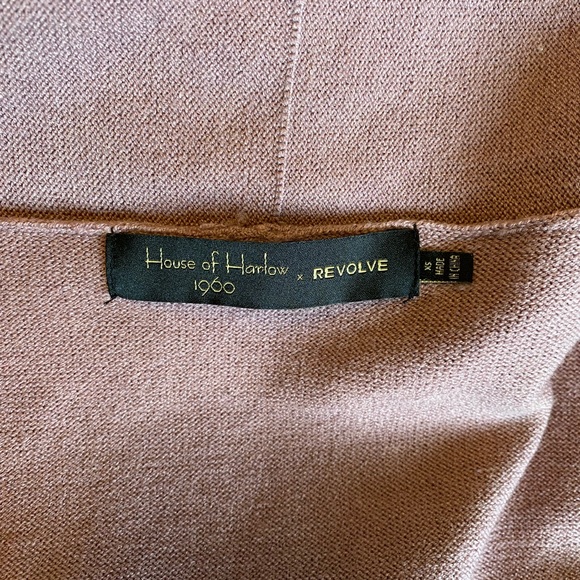 House of Harlow
1960
x REVOLVE
XS
MADE
IN CHINA